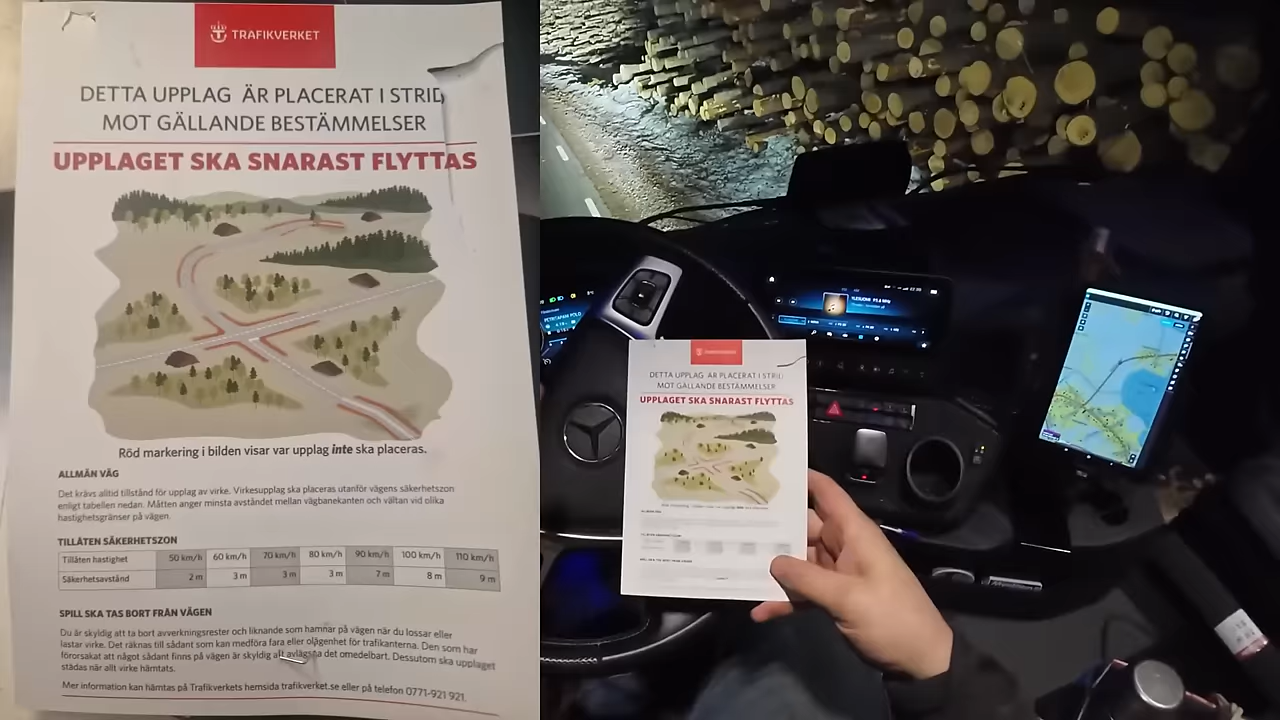 TRAFIKVERKET
DETTA UPPLAG ÄR PLACERAT I STRID
MOT GÄLLANDE BESTÄMMELSER
UPPLAGET SKA SNARAST FLYTTAS
Röd markering i bilden visar var upplag inte ska placeras.
ALLMÄN VÄG
Det krävs alltid tillstånd för upplag av virke. Virkesupplag ska placeras utanför vägens säkerhetszon
enligt tabellen nedan. Måtten anger minsta avståndet mellan vägbanekanten och vältan vid olika
hastighetsgränser på vägen.
TILLÅTEN SÄKERHETSZON
Tillåten hastighet 50 km/h 60 km/h 70 km/h 80 km/h 90 km/h 100 km/h 110 km/h
Säkerhetsavstånd 2 m 3 m 3 m 3 m 7 m 8 m 9 m
SPILL SKA TAS BORT FRÅN VÄGEN
Du är skyldig att ta bort avverkningsrester och liknande som hamnar på vägen när du lossar eller
lastar virke. Det räknas till sådant som kan medföra fara eller olägenhet för trafikanterna. Den som har
förorsakat att något sådant finns på vägen är skyldig att avlägsna det omedelbart. Dessutom ska upplaget
städas när allt virke hämtats.
Mer information kan hämtas på Trafikverkets hemsida trafikverket.se eller på telefon 0771-921 921.
TRAFIKVERKET
DETTA UPPLAG ÄR PLACERAT I STRID
MOT GÄLLANDE BESTÄMMELSER
UPPLAGET SKA SNARAST FLYTTAS